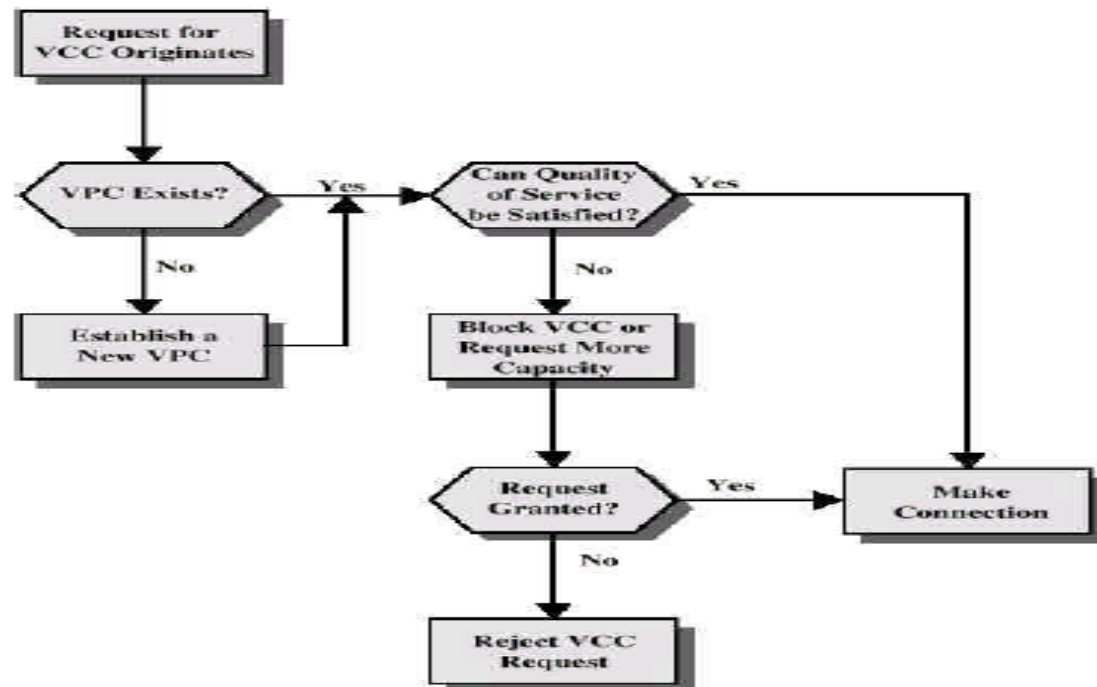 Request for
VCC Originates
VPC Exists?
Yes
Can Quality
of Service
be Satisfied?
Yes
No
No
Establish a
New VPC
Block VCC or
Request More
Capacity
Request
Granted?
Yes
Make
Connection
No
Reject VCC
Request